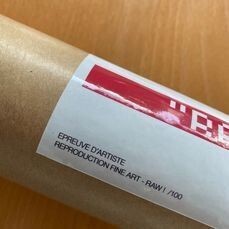 EPREUVE D'ARTISTE
REPRODUCTION FINE ART - RAW I /100